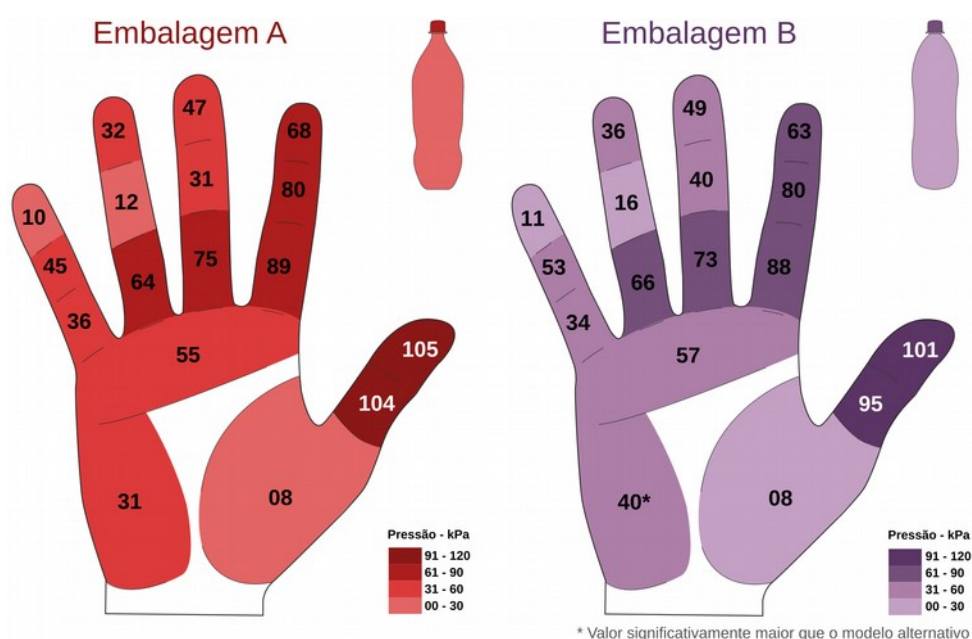 Embalagem A
47
32
68
31
80
12
10
75
45
89
64
36
55
105
104
31
08
Pressão - kPa
91 - 120
61 - 90
31 - 60
00 - 30
Embalagem B
49
36
63
40
80
16
11
73
53
88
66
34
57
101
95
40*
08
Pressão - kPa
91 - 120
61 - 90
31 - 60
00 - 30
* Valor significativamente maior que o modelo alternativo